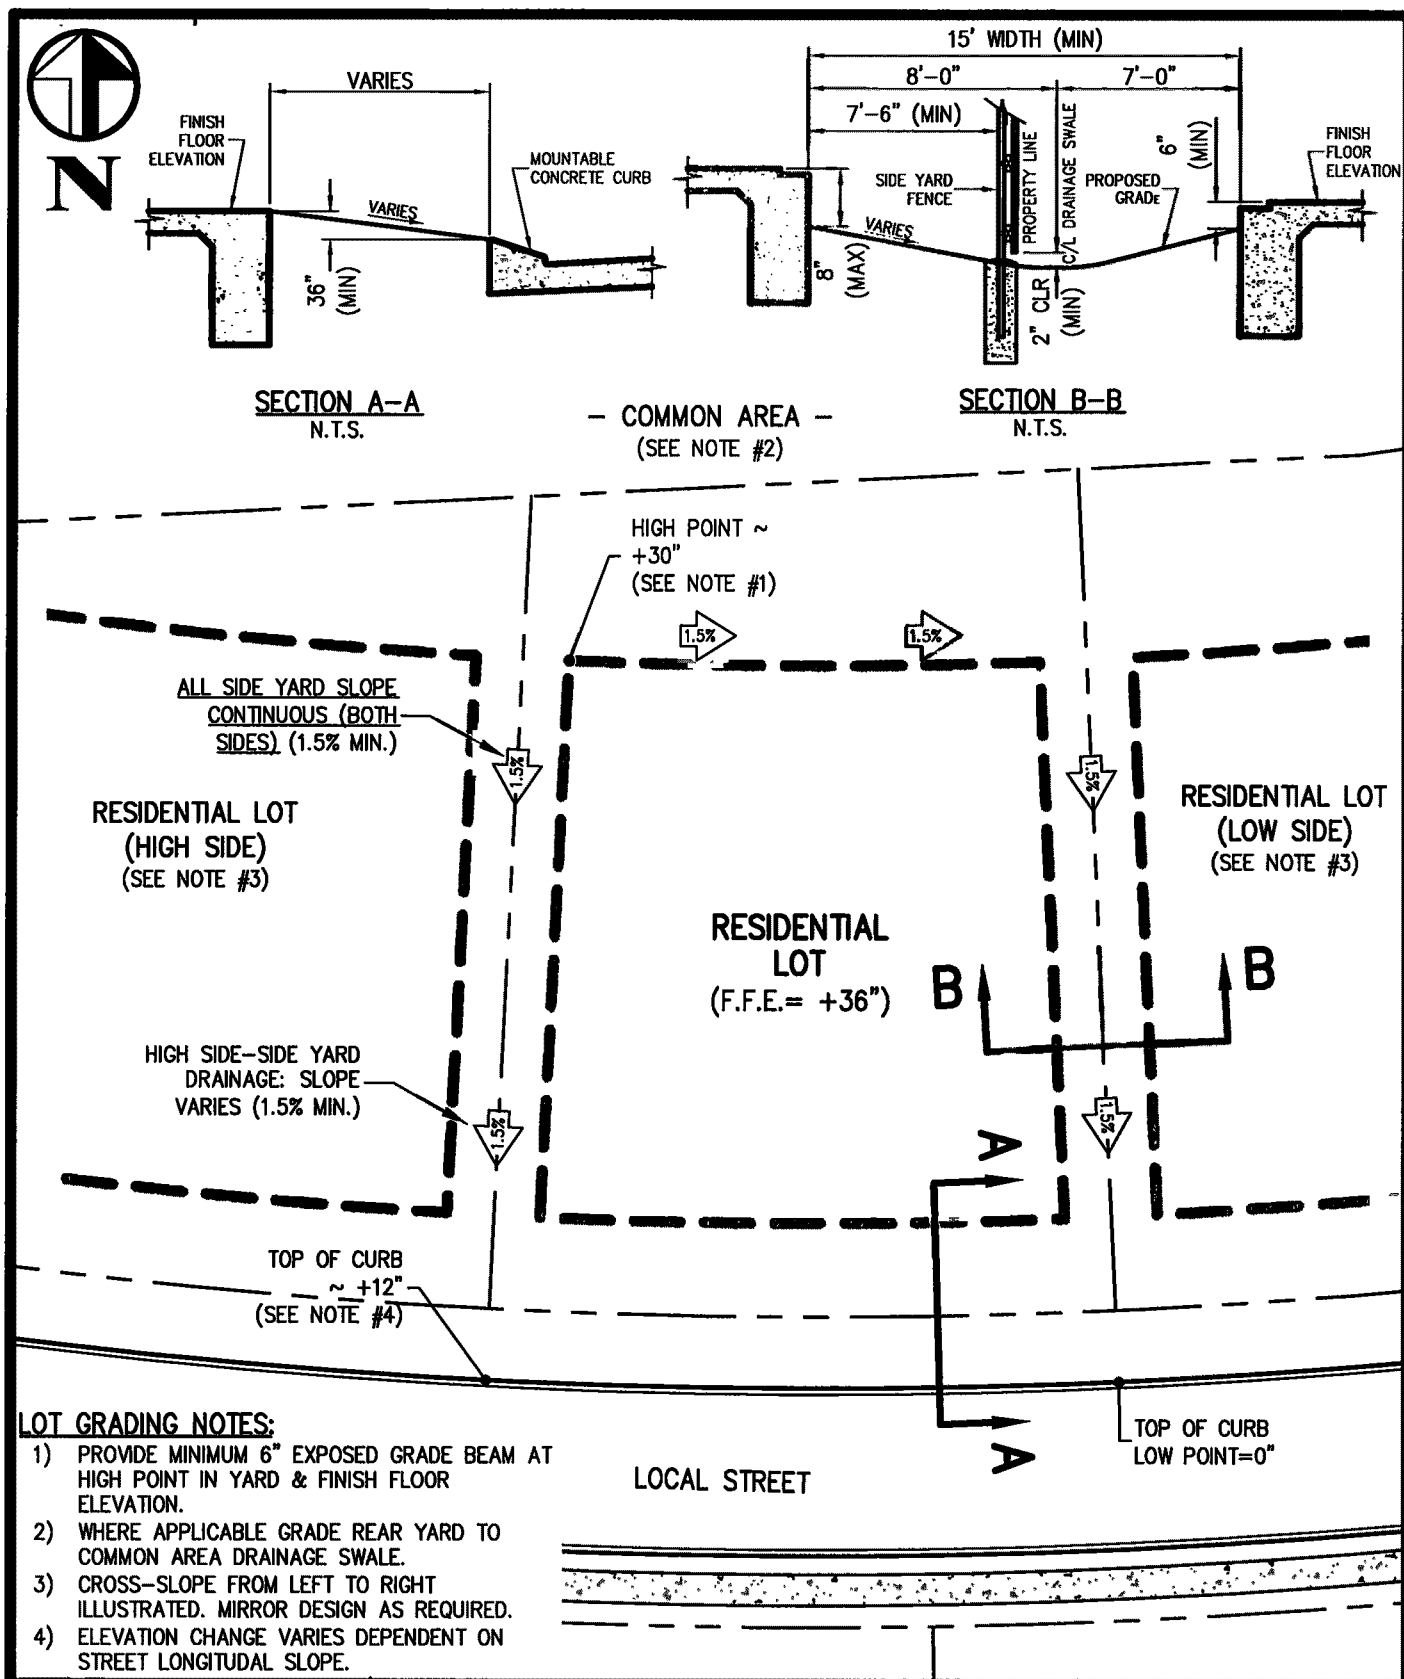 N
VARIES
FINISH
FLOOR
ELEVATION
MOUNTABLE
CONCRETE CURB
VARIES
36"
(MIN)
SECTION A-A
N.T.S.
15' WIDTH (MIN)
8'-0"
7'-0"
7'-6" (MIN)
SIDE YARD
FENCE
PROPERTY LINE
C/L DRAINAGE SWALE
PROPOSED
GRADE
6"
(MIN)
FINISH
FLOOR
ELEVATION
VARIES
8"
(MAX)
2" CLR
(MIN)
SECTION B-B
N.T.S.
- COMMON AREA -
(SEE NOTE #2)
HIGH POINT ~
+30"
(SEE NOTE #1)
1.5%
1.5%
ALL SIDE YARD SLOPE
CONTINUOUS (BOTH
SIDES) (1.5% MIN.)
1.5%
1.5%
RESIDENTIAL LOT
(HIGH SIDE)
(SEE NOTE #3)
RESIDENTIAL LOT
(LOW SIDE)
(SEE NOTE #3)
RESIDENTIAL
LOT
(F.F.E.= +36")
B
B
HIGH SIDE-SIDE YARD
DRAINAGE: SLOPE
VARIES (1.5% MIN.)
1.5%
1.5%
A
TOP OF CURB
~ +12"
(SEE NOTE #4)
A
TOP OF CURB
LOW POINT=0"
LOCAL STREET
LOT GRADING NOTES:
1) PROVIDE MINIMUM 6" EXPOSED GRADE BEAM AT
HIGH POINT IN YARD & FINISH FLOOR
ELEVATION.
2) WHERE APPLICABLE GRADE REAR YARD TO
COMMON AREA DRAINAGE SWALE.
3) CROSS-SLOPE FROM LEFT TO RIGHT
ILLUSTRATED. MIRROR DESIGN AS REQUIRED.
4) ELEVATION CHANGE VARIES DEPENDENT ON
STREET LONGITUDAL SLOPE.